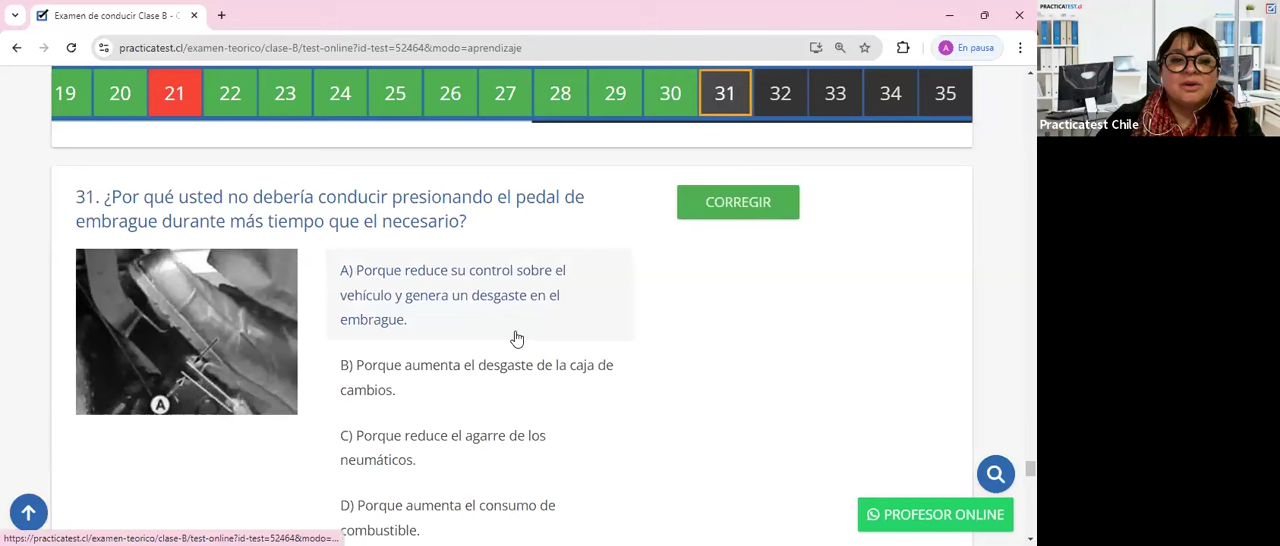 Examen de conducir Clase B - C
practicatest.cl/examen-teorico/clase-B/test-online?id-test=52464&modo=aprendizaje
A En pausa
PRACTICATEST.cl
Practicatest Chile
19 20 21 22 23 24 25 26 27 28 29 30 31 32 33 34 35
31. ¿Por qué usted no debería conducir presionando el pedal de
embrague durante más tiempo que el necesario?
CORREGIR
A
A) Porque reduce su control sobre el
vehículo y genera un desgaste en el
embrague.
B) Porque aumenta el desgaste de la caja de
cambios.
C) Porque reduce el agarre de los
neumáticos.
D) Porque aumenta el consumo de
combustible.
PROFESOR ONLINE
https://practicatest.cl/examen-teorico/clase-B/test-online?id-test=52464&modo=...